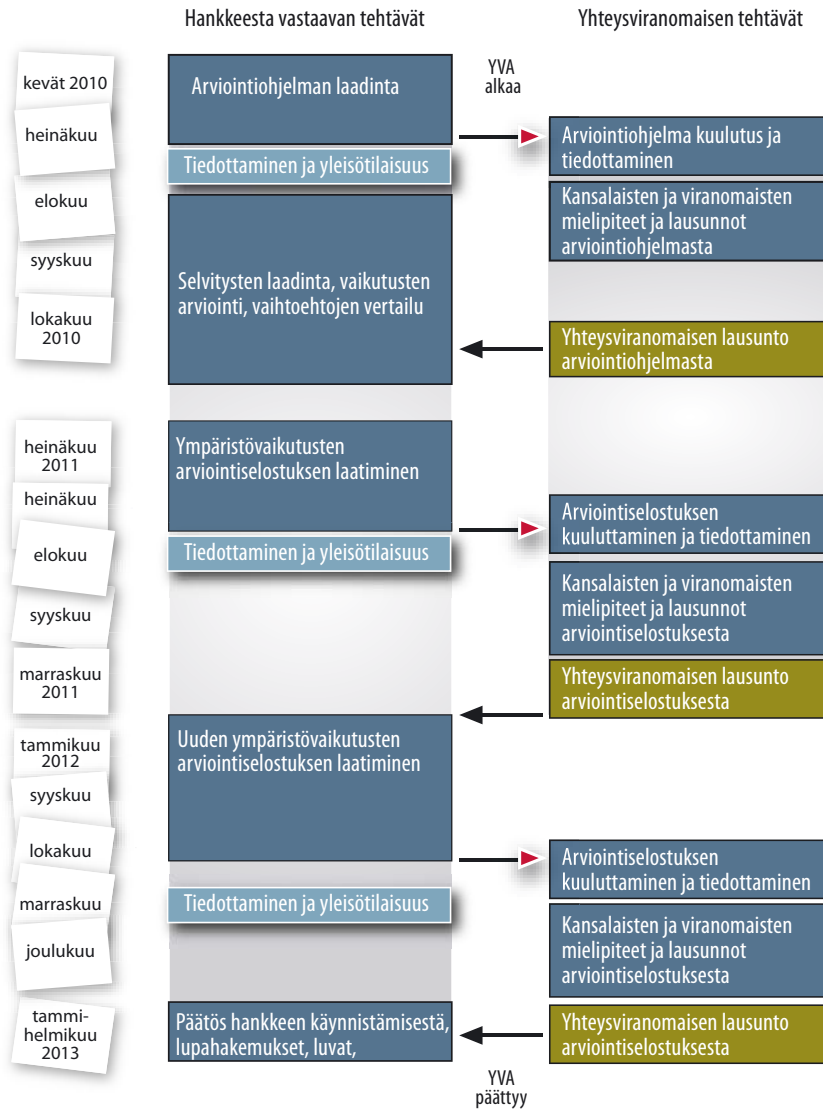 Hankkeesta vastaavan tehtävät
Yhteysviranomaisen tehtävät
kevät 2010
Arviointiohjelman laadinta
YVA
alkaa
heinäkuu
Arviointiohjelma kuulutus ja
tiedottaminen
Tiedottaminen ja yleisötilaisuus
elokuu
Kansalaisten ja viranomaisten
mielipiteet ja lausunnot
arviointiohjelmasta
syyskuu
Selvitysten laadinta, vaikutusten
arviointi, vaihtoehtojen vertailu
lokakuu
2010
Yhteysviranomaisen lausunto
arviointiohjelmasta
heinäkuu
2011
Ympäristövaikutusten
arviointiselostuksen laatiminen
heinäkuu
Arviointiselostuksen
kuuluttaminen ja tiedottaminen
elokuu
Tiedottaminen ja yleisötilaisuus
Kansalaisten ja viranomaisten
mielipiteet ja lausunnot
arviointiselostuksesta
syyskuu
marraskuu
2011
Yhteysviranomaisen lausunto
arviointiselostuksesta
tammikuu
2012
Uuden ympäristövaikutusten
arviointiselostuksen laatiminen
syyskuu
lokakuu
Arviointiselostuksen
kuuluttaminen ja tiedottaminen
marraskuu
Tiedottaminen ja yleisötilaisuus
Kansalaisten ja viranomaisten
mielipiteet ja lausunnot
arviointiselostuksesta
joulukuu
tammi-
helmikuu
2013
Päätös hankkeen käynnistämisestä,
lupahakemukset, luvat,
Yhteysviranomaisen lausunto
arviointiselostuksesta
YVA
päättyy